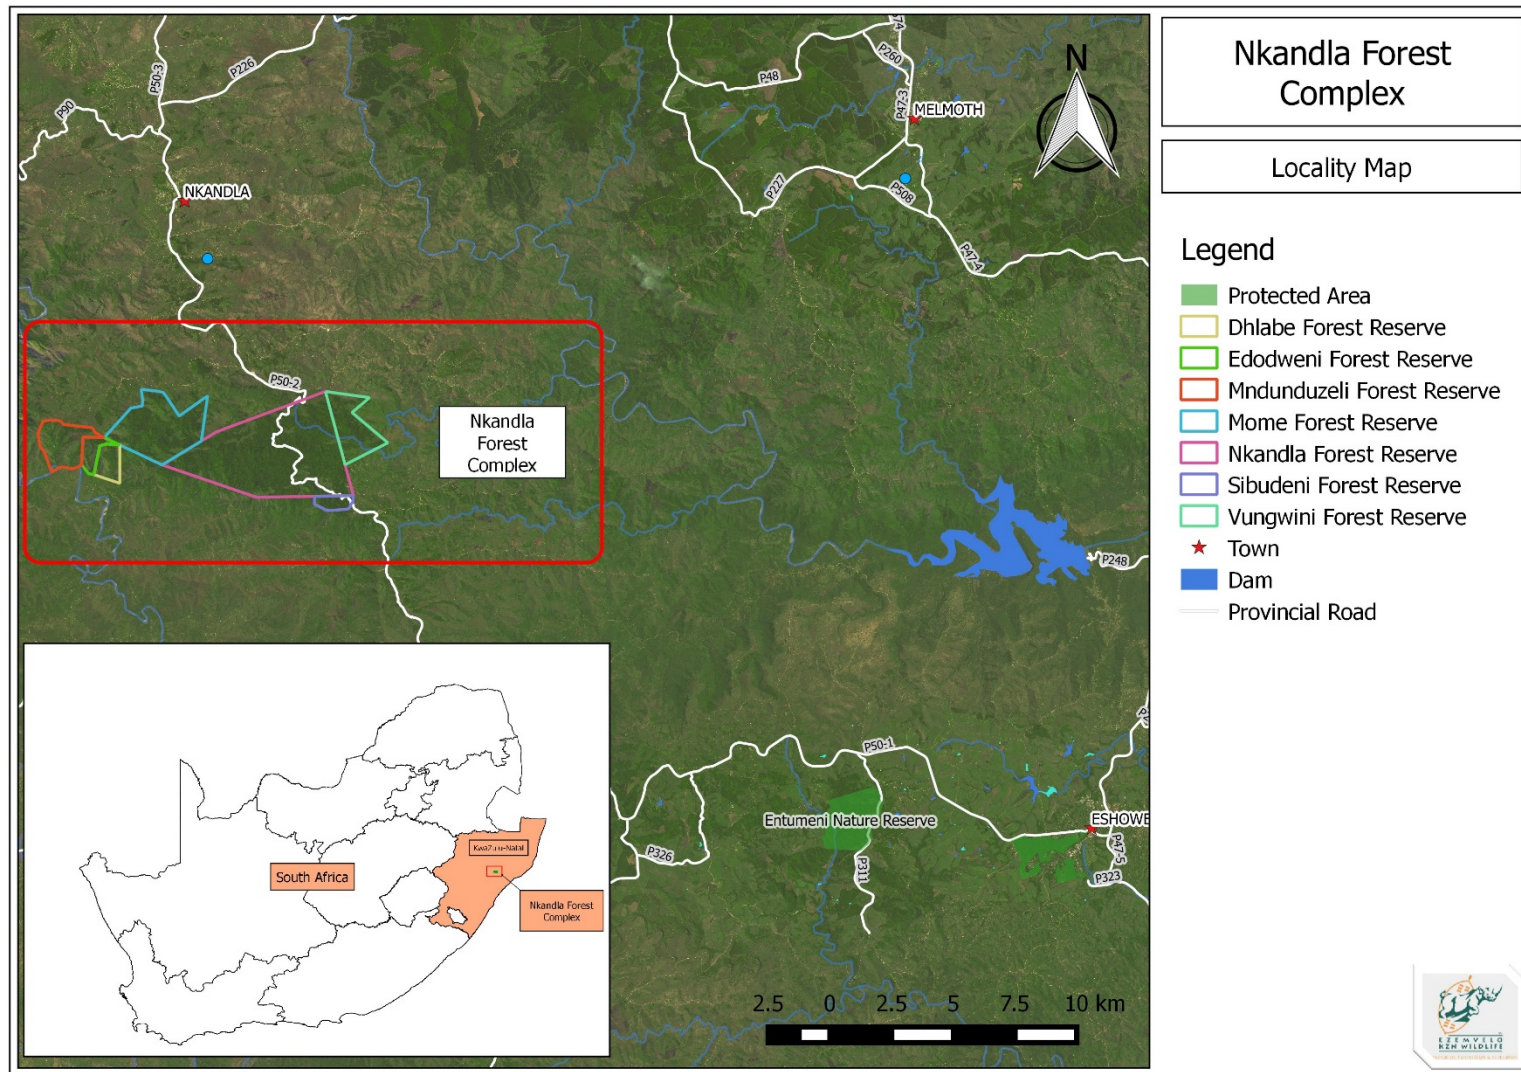 Nkandla Forest
Complex
Locality Map
Legend
Protected Area
Dhlabe Forest Reserve
Edodweni Forest Reserve
Mndunduzeli Forest Reserve
Mome Forest Reserve
Nkandla Forest Reserve
Sibudeni Forest Reserve
Vungwini Forest Reserve
Town
Dam
Provincial Road
N
P50-3
P226
P90
NKANDLA
P48
P260
P47-3
MELMOTH
P227
P508
P47-4
P50-2
Nkandla
Forest
Complex
P248
P50-1
Entumeni Nature Reserve
P326
P311
ESHOWE
P47-5
P323
KwaZulu-Natal
South Africa
Nkandla Forest
Complex
2.5 0 2.5 5 7.5 10 km
EZEMVELO
KZN WILDLIFE